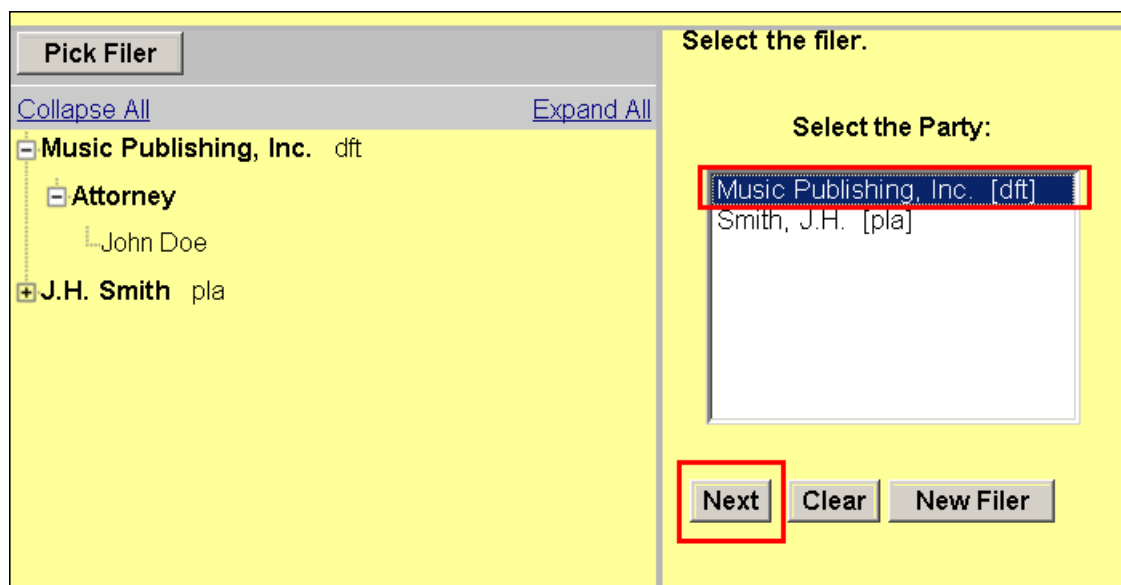 Pick Filer
Collapse All Expand All
Music Publishing, Inc. dft
Attorney
John Doe
J.H. Smith pla
Select the filer.
Select the Party:
Music Publishing, Inc. [dft]
Smith, J.H. [pla]
Next Clear New Filer